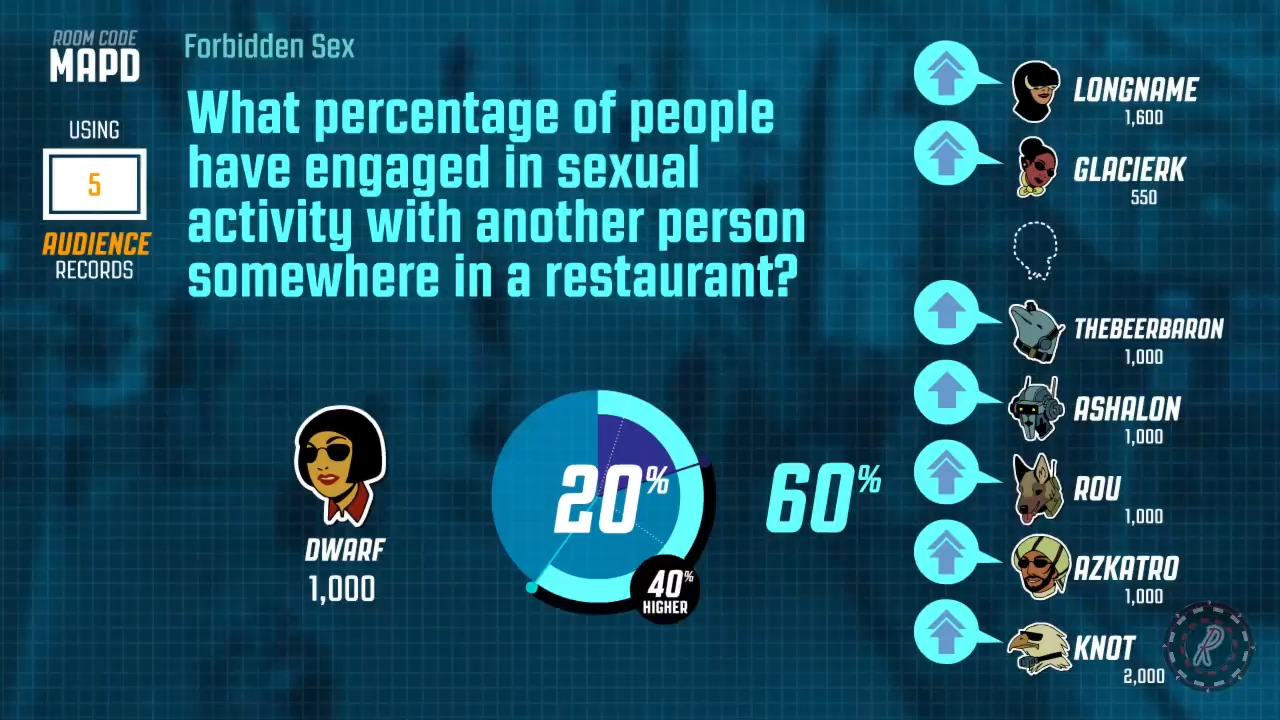 ROOM CODE
MAPD
USING
5
AUDIENCE
RECORDS
Forbidden Sex
What percentage of people
have engaged in sexual
activity with another person
somewhere in a restaurant?
DWARF
1,000
20%
40%
HIGHER
60%
LONGNAME
1,600
GLACIERK
550
THEBEERBARON
1,000
ASHALON
1,000
ROU
1,000
AZKATRO
1,000
KNOT
2,000
R